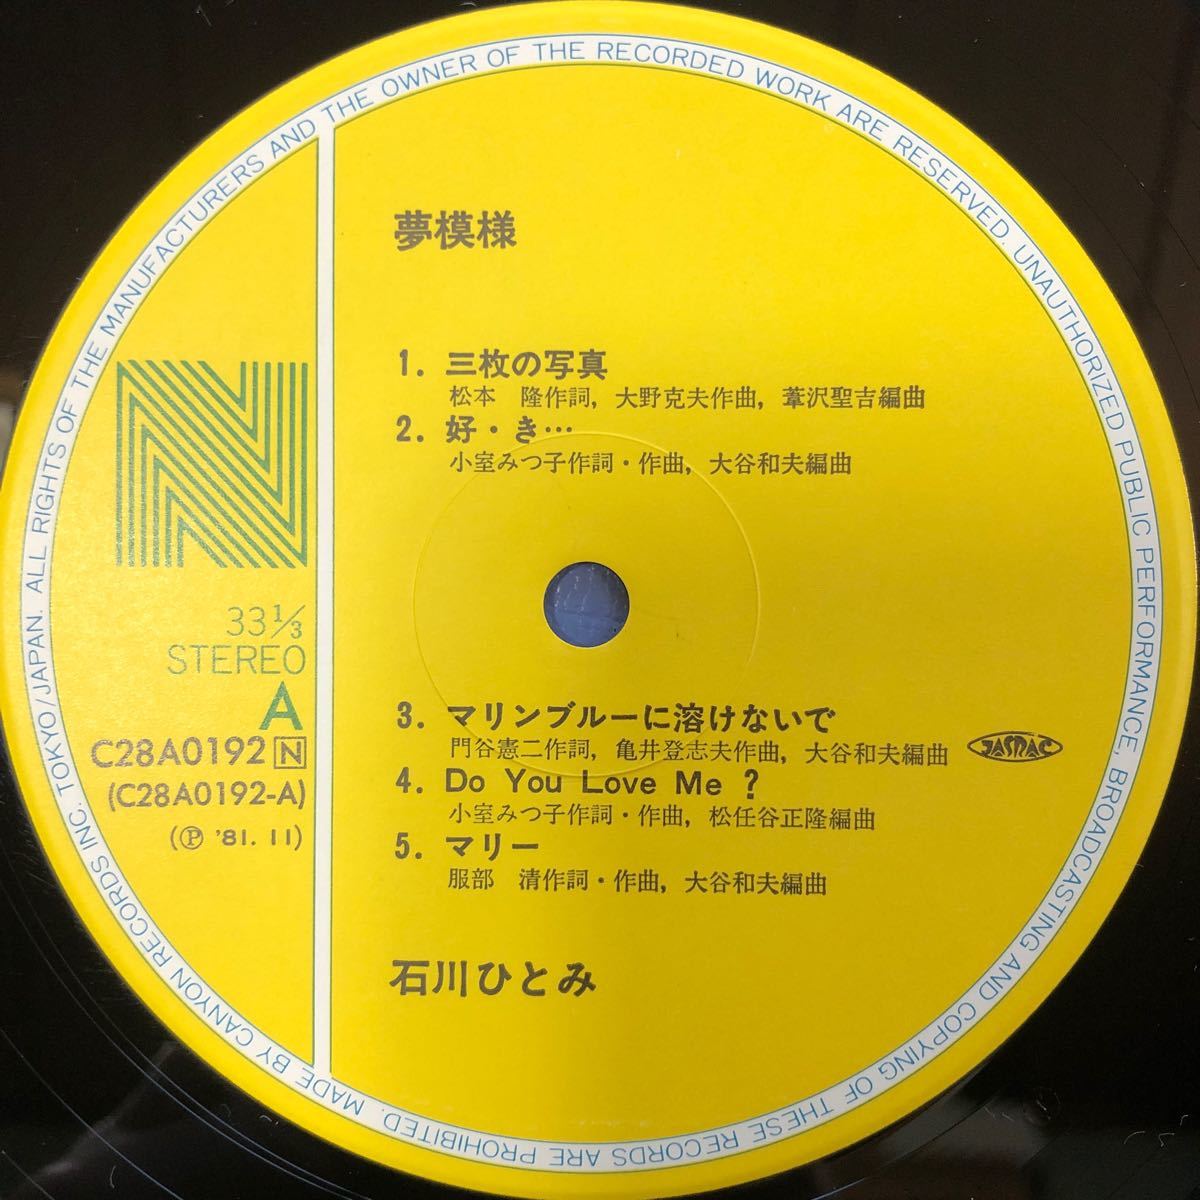 夢模様
1. 三枚の写真
松本 隆作詞, 大野克夫作曲, 葦沢聖吉編曲
2. 好・き…
小室みつ子作詞・作曲, 大谷和夫編曲
3. マリンブルーに溶けないで
門谷憲二作詞, 亀井登志夫作曲, 大谷和夫編曲
JASRAC
4. Do You Love Me ?
小室みつ子作詞・作曲, 松任谷正隆編曲
5. マリー
服部 清作詞・作曲, 大谷和夫編曲
石川ひとみ
N
33 1/3
STEREO
A
C28A0192 N
(C28A0192-A)
(Ⓟ '81. 11)
MADE BY CANYON RECORDS INC. TOKYO/JAPAN. ALL RIGHTS OF THE MANUFACTURERS AND THE OWNER OF THE RECORDED WORK ARE RESERVED. UNAUTHORIZED PUBLIC PERFORMANCE, BROADCASTING AND COPYING OF THESE RECORDS ARE PROHIBITED.